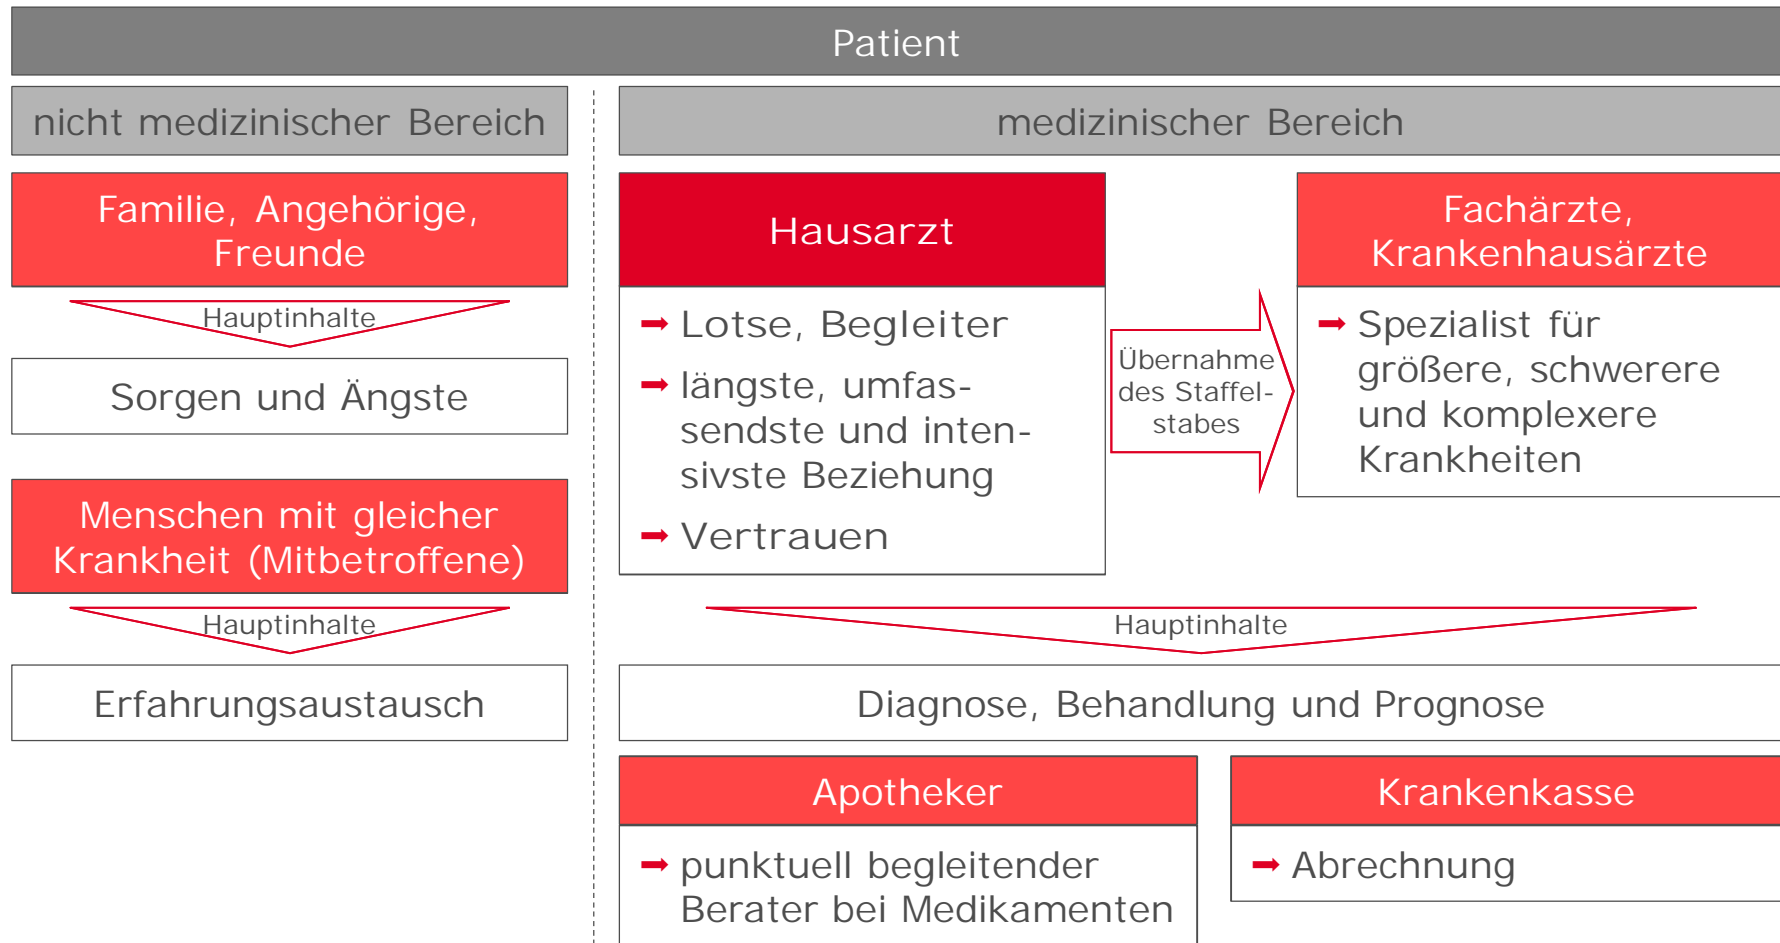 Patient
nicht medizinischer Bereich
Familie, Angehörige,
Freunde
Hauptinhalte
Sorgen und Ängste
Menschen mit gleicher
Krankheit (Mitbetroffene)
Hauptinhalte
Erfahrungsaustausch
medizinischer Bereich
Hausarzt
→ Lotse, Begleiter
→ längste, umfas-
sendste und inten-
sivste Beziehung
→ Vertrauen
Übernahme
des Staffel-
stabes
Fachärzte,
Krankenhausärzte
→ Spezialist für
größere, schwerere
und komplexere
Krankheiten
Hauptinhalte
Diagnose, Behandlung und Prognose
Apotheker
→ punktuell begleitender
Berater bei Medikamenten
Krankenkasse
→ Abrechnung